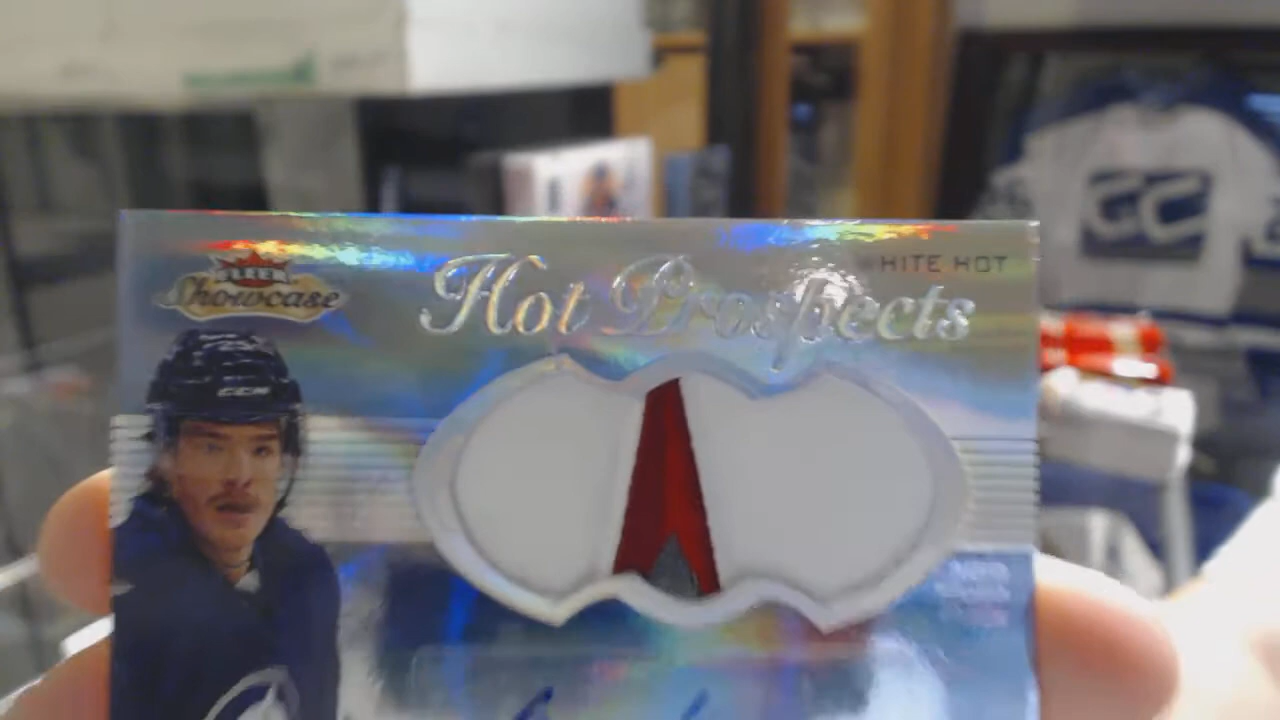 FLEER
Showcase
Hot Prospects
WHITE HOT
CCM